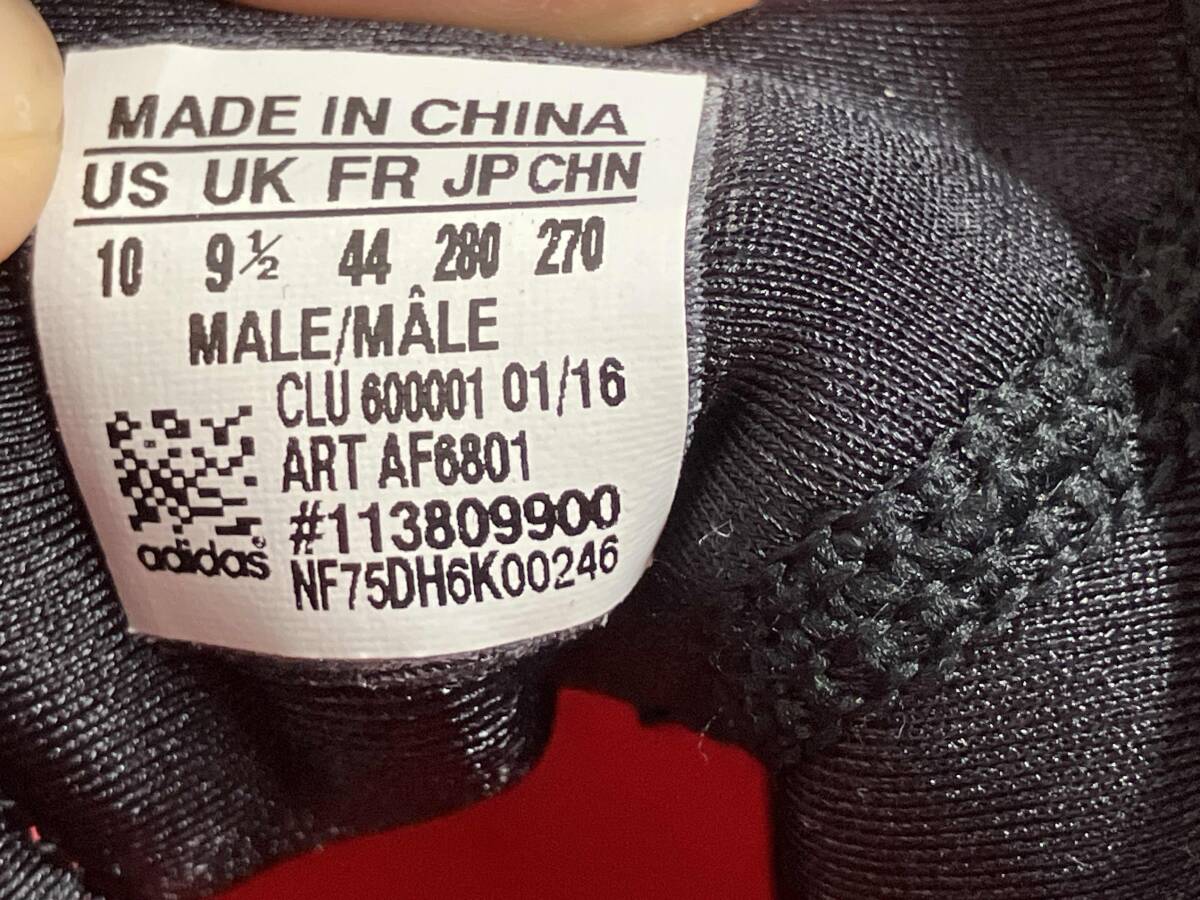 MADE IN CHINA
US UK FR JP CHN
10 9½ 44 280 270
MALE/MÂLE
CLU 600001 01/16
ART AF6801
#113809900
adidas
NF75DH6K00246